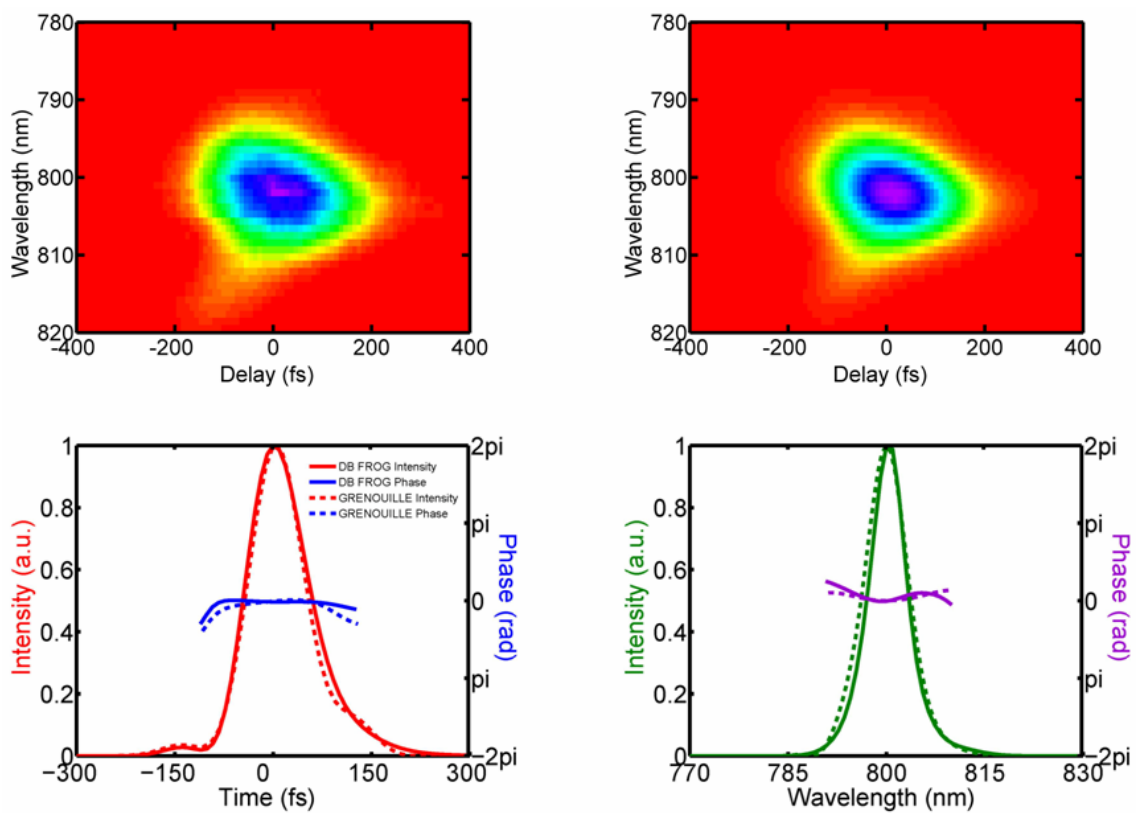 780
790
800
810
820
-400
-200
0
200
400
Wavelength (nm)
Delay (fs)
780
790
800
810
820
-400
-200
0
200
400
Wavelength (nm)
Delay (fs)
1
0.8
0.6
0.4
0.2
0
2pi
pi
0
pi
−2pi
−300
−150
0
150
300
Intensity (a.u.)
Phase (rad)
Time (fs)
DB FROG Intensity
DB FROG Phase
GRENOUILLE Intensity
GRENOUILLE Phase
1
0.8
0.6
0.4
0.2
0
2pi
pi
0
pi
−2pi
770
785
800
815
830
Intensity (a.u.)
Phase (rad)
Wavelength (nm)